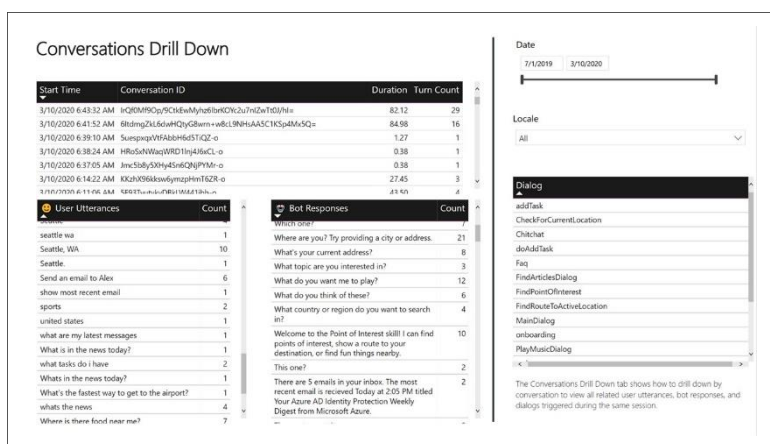 Conversations Drill Down
Start Time Conversation ID Duration Turn Count
3/10/2020 6:43:32 AM 82.12 29
3/10/2020 6:41:52 AM 84.98 16
3/10/2020 6:39:10 AM 5uespxqxVtFAbbH6d5TiQZ-o 1.27 1
3/10/2020 6:38:24 AM HRoSxNWaqWRD1lnj4J6xCL-o 0.38 1
3/10/2020 6:37:05 AM Jmc5b8y5XHy4Sn6QNjPYMr-o 0.38 1
3/10/2020 6:14:22 AM KKzhX96kksw6ymzpHmT6ZR-o 27.45 3
3/10/2020 6:11:06 AM 43.50 4
User Utterances Count
Seattle 4
seattle wa 1
Seattle, WA 10
Seattle. 1
Send an email to Alex 6
show most recent email 1
sports 2
united states 1
what are my latest messages 1
What is in the news today? 1
what tasks do i have 2
Whats in the news today? 1
What's the fastest way to get to the airport? 1
whats the news 4
Where is there food near me? 7
Bot Responses Count
Which one? 7
Where are you? Try providing a city or address. 21
What's your current address? 8
What topic are you interested in? 3
What do you want me to play? 12
What do you think of these? 6
What country or region do you want to search 4
in?
Welcome to the Point of Interest skill! I can find 10
points of interest, show a route to your
destination, or find fun things nearby.
This one? 2
There are 5 emails in your inbox. The most 2
recent email is recieved Today at 2:05 PM titled
Your Azure AD Identity Protection Weekly
Digest from Microsoft Azure.
Date
7/1/2019 3/10/2020
Locale
All
Dialog
addTask
CheckForCurrentLocation
Chitchat
doAddTask
Faq
FindArticlesDialog
FindPointOfInterest
FindRouteToActiveLocation
MainDialog
onboarding
PlayMusicDialog
The Conversations Drill Down tab shows how to drill down by
conversation to view all related user utterances, bot responses, and
dialogs triggered during the same session.